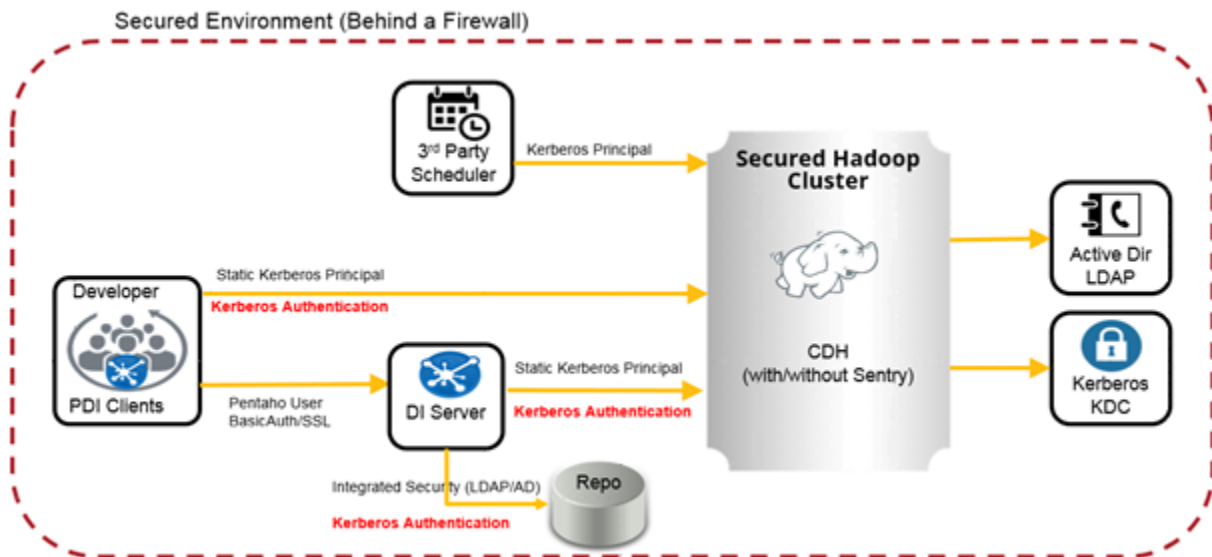 Secured Environment (Behind a Firewall)
3rd Party
Scheduler
Kerberos Principal
Secured Hadoop
Cluster
CDH
(with/without Sentry)
Active Dir
LDAP
Kerberos
KDC
Developer
PDI Clients
Static Kerberos Principal
Kerberos Authentication
Pentaho User
BasicAuth/SSL
DI Server
Static Kerberos Principal
Kerberos Authentication
Integrated Security (LDAP/AD)
Kerberos Authentication
Repo